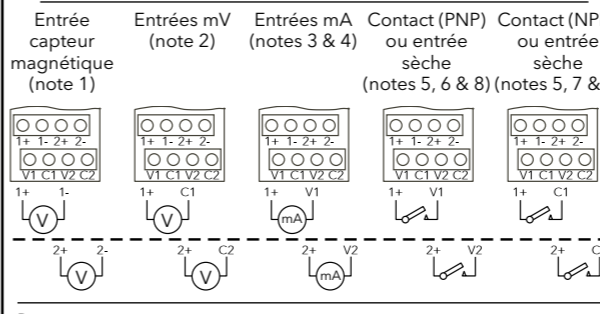 Entrée capteur magnétique (note 1)
Entrées mV (note 2)
Entrées mA (notes 3 & 4)
Contact (PNP) ou entrée sèche (notes 5, 6 & 8)
Contact (NP ou entrée sèche (notes 5, 7 &
1+ 1- 2+ 2-
V1 C1 V2 C2
1+ 1-
V
2+ 2-
V
1+ 1- 2+ 2-
V1 C1 V2 C2
1+ C1
V
2+ C2
V
1+ 1- 2+ 2-
V1 C1 V2 C2
1+ V1
mA
2+ V2
mA
1+ 1- 2+ 2-
V1 C1 V2 C2
1+ V1
2+ V2
1+ 1- 2+ 2-
V1 C1 V2 C2
1+ C1
2+ C